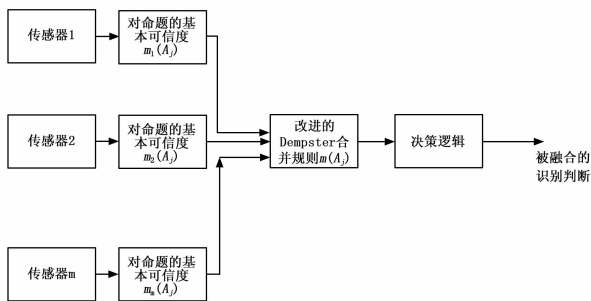 传感器1
对命题的基
本可信度
m₁(Aⱼ)
传感器2
对命题的基
本可信度
m₂(Aⱼ)
改进的
Dempster合
并规则m(Aⱼ)
决策逻辑
被融合的
识别判断
传感器m
对命题的基
本可信度
mₘ(Aⱼ)